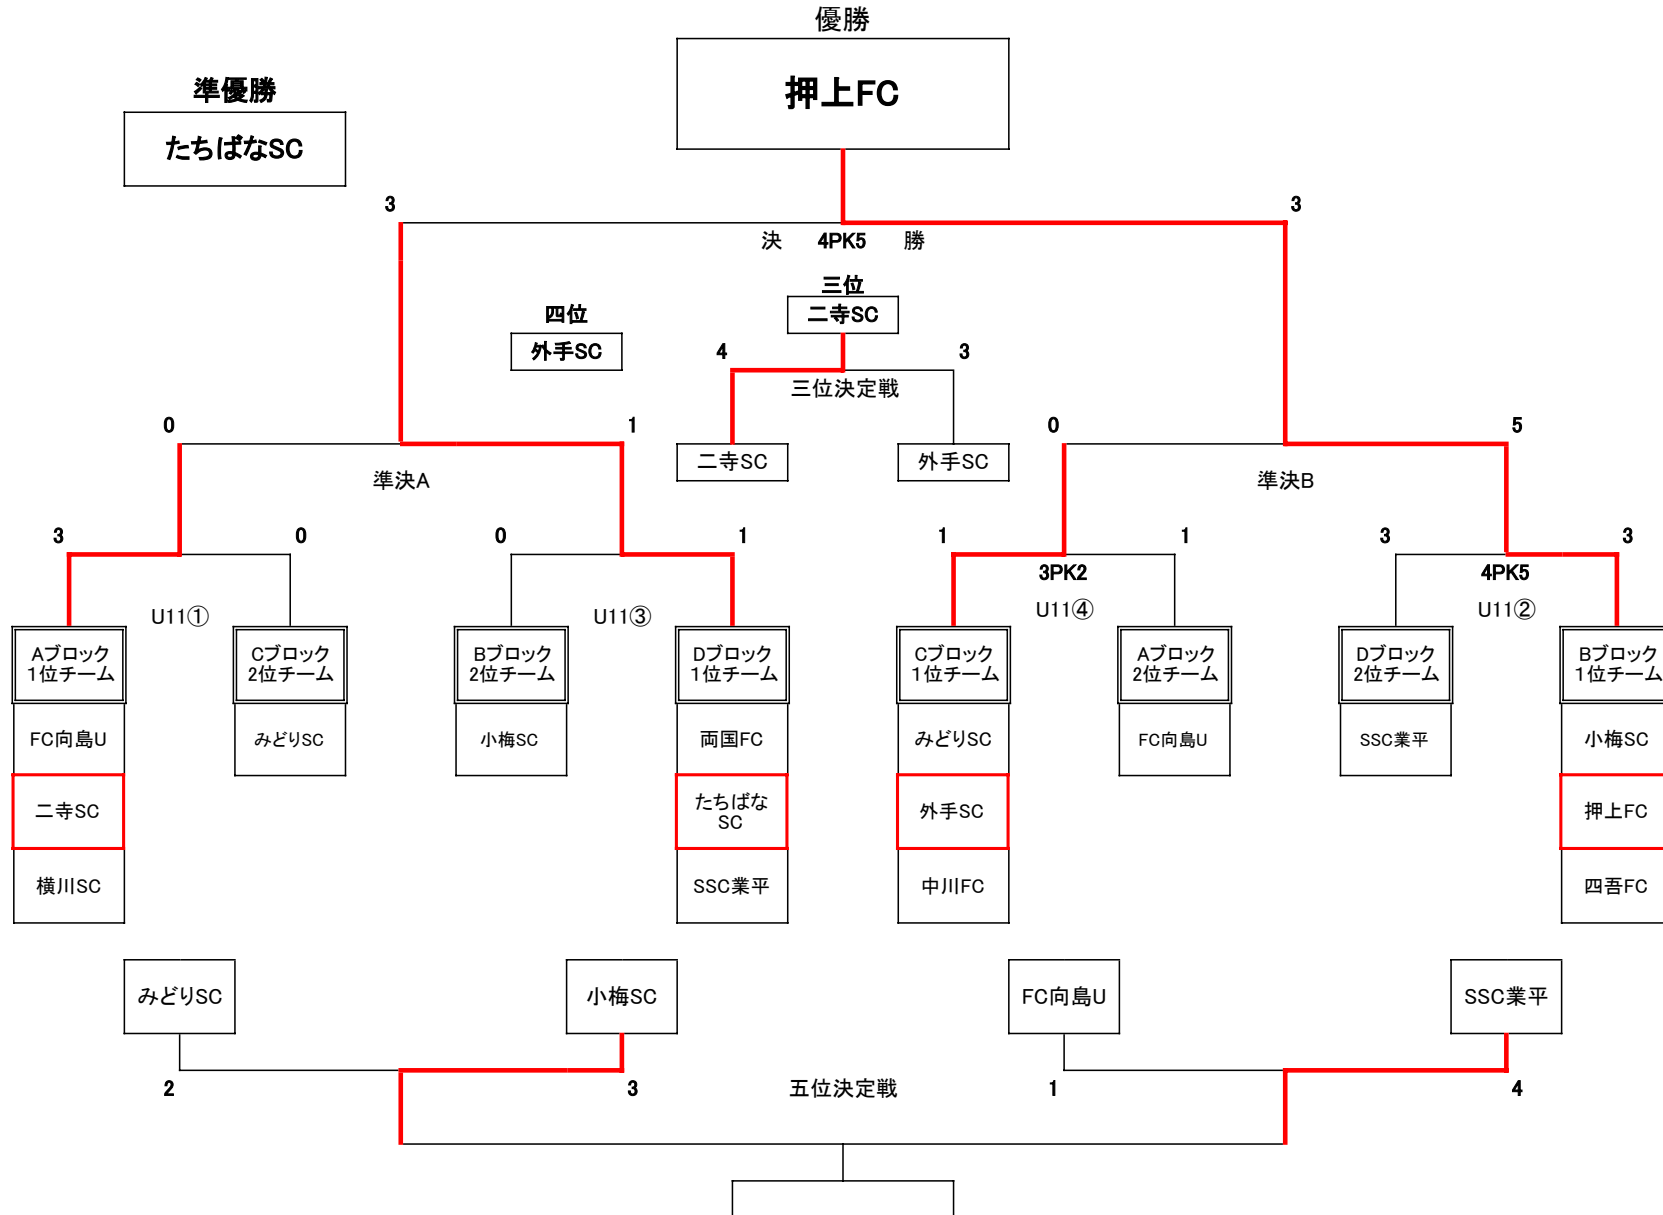 優勝
押上FC
準優勝
たちばなSC
3
3
決 4PK5 勝
三位
二寺SC
四位
外手SC
4
3
三位決定戦
0
1
二寺SC
外手SC
0
5
準決A
準決B
3
0
0
1
1
1
3
3
3PK2
4PK5
U11①
U11③
U11④
U11②
Aブロック
1位チーム
Cブロック
2位チーム
Bブロック
2位チーム
Dブロック
1位チーム
Cブロック
1位チーム
Aブロック
2位チーム
Dブロック
2位チーム
Bブロック
1位チーム
FC向島U
みどりSC
小梅SC
両国FC
みどりSC
FC向島U
SSC業平
小梅SC
二寺SC
たちばな
SC
外手SC
押上FC
横川SC
SSC業平
中川FC
四吾FC
みどりSC
小梅SC
FC向島U
SSC業平
2
3
五位決定戦
1
4